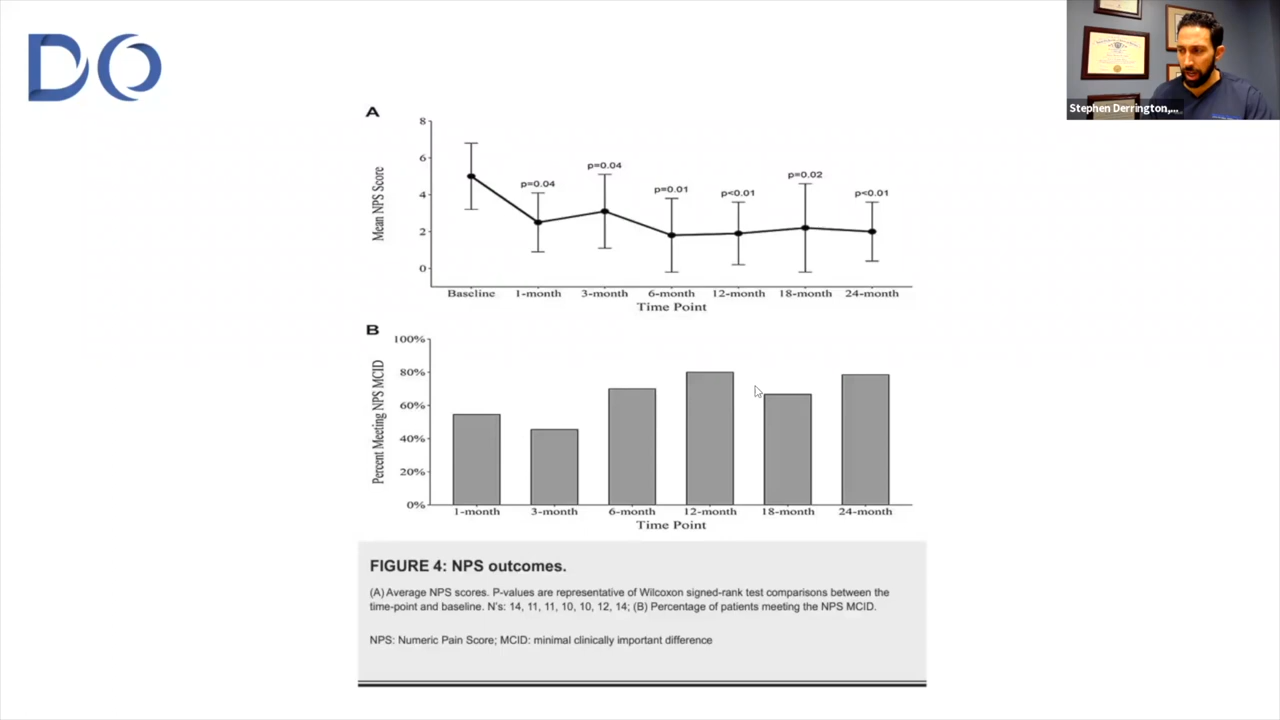 DO
Stephen Derrington,...
A
8
6
4
2
0
Mean NPS Score
p=0.04
p=0.04
p=0.01
p<0.01
p=0.02
p<0.01
Baseline 1-month 3-month 6-month 12-month 18-month 24-month
Time Point
B
100%
80%
60%
40%
20%
0%
Percent Meeting NPS MCID
1-month 3-month 6-month 12-month 18-month 24-month
Time Point
FIGURE 4: NPS outcomes.
(A) Average NPS scores. P-values are representative of Wilcoxon signed-rank test comparisons between the
time-point and baseline. N's: 14, 11, 11, 10, 10, 12, 14; (B) Percentage of patients meeting the NPS MCID.
NPS: Numeric Pain Score; MCID: minimal clinically important difference